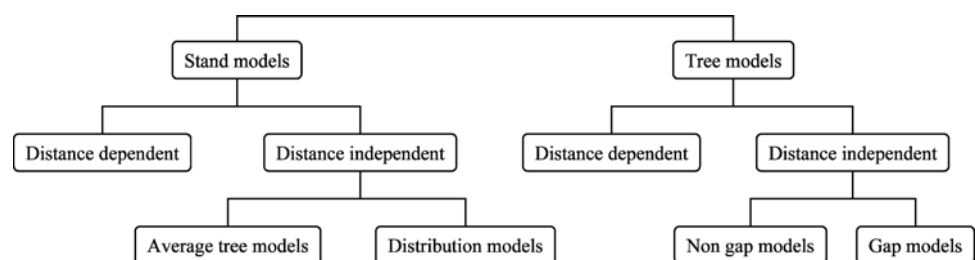 Stand models
Tree models
Distance dependent
Distance independent
Distance dependent
Distance independent
Average tree models
Distribution models
Non gap models
Gap models